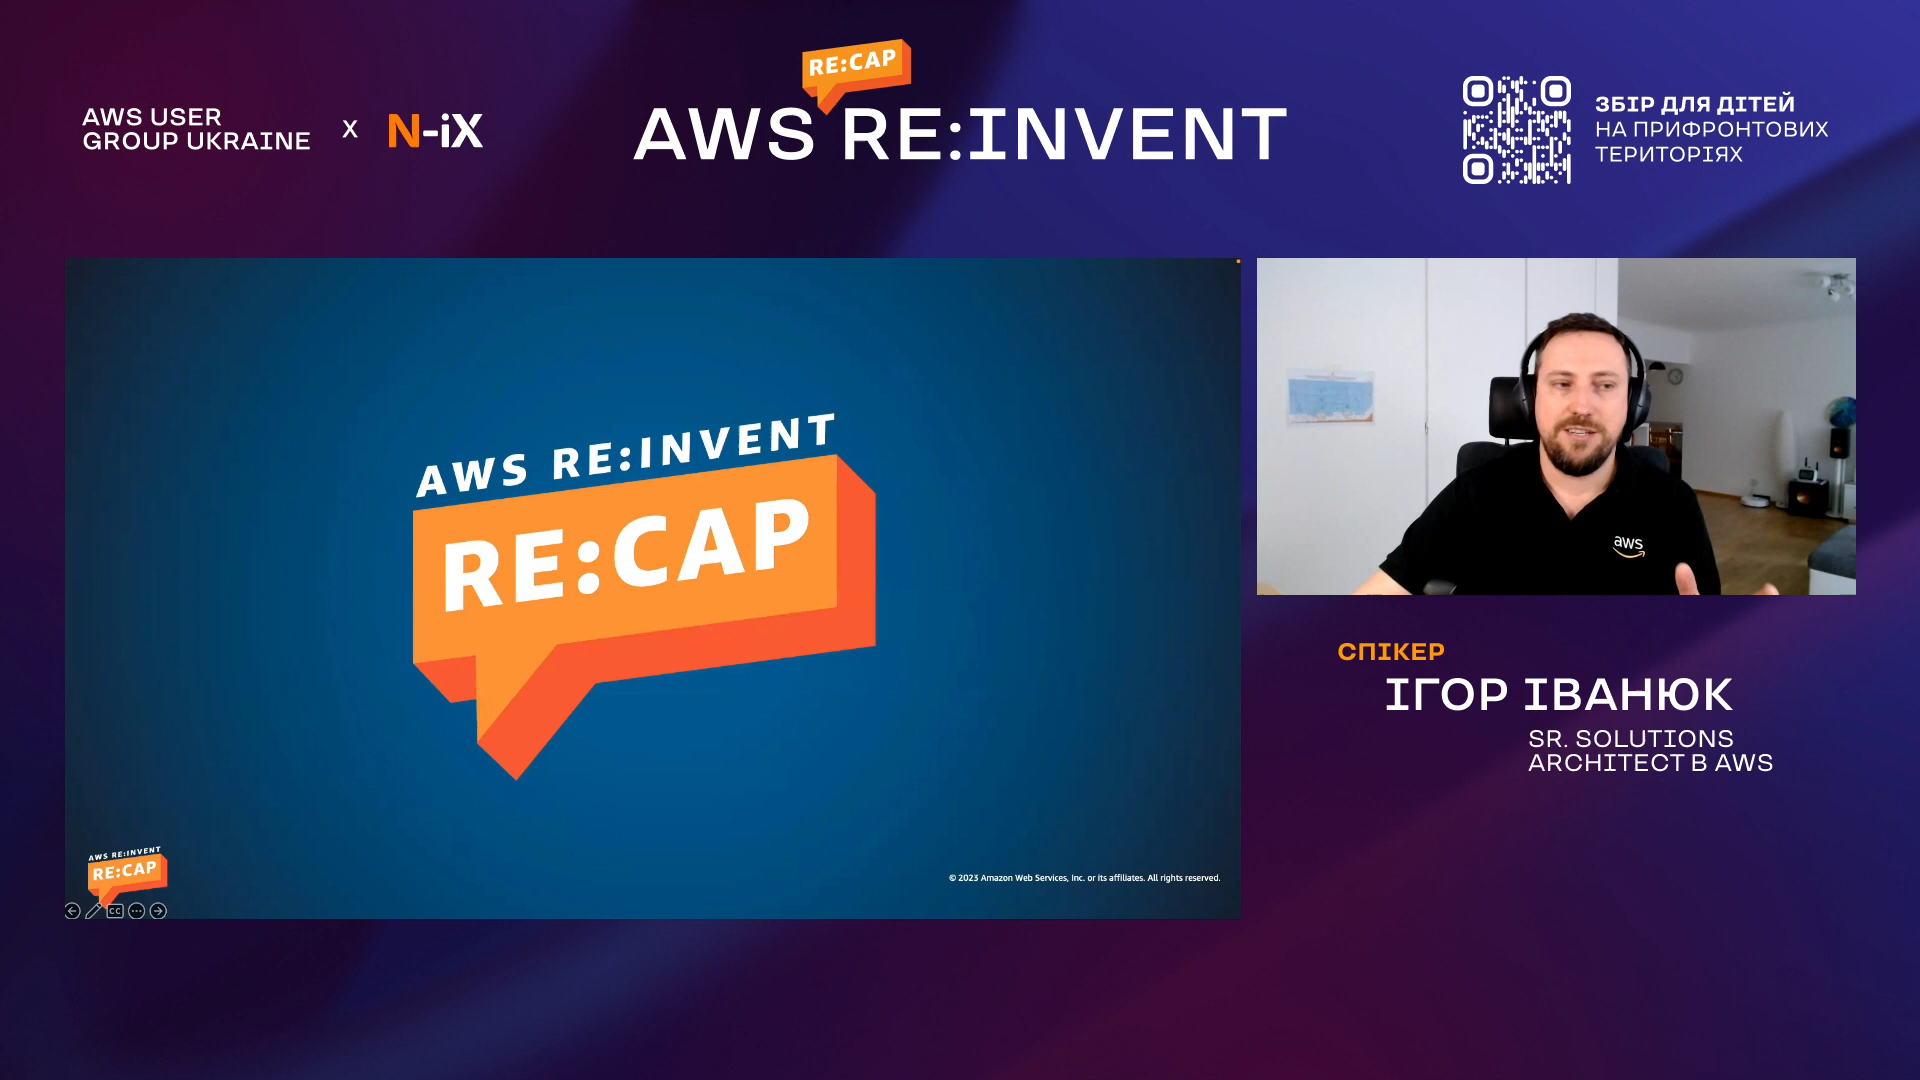 AWS USER
GROUP UKRAINE
X
N-iX
RE:CAP
AWS RE:INVENT
ЗБІР ДЛЯ ДІТЕЙ
НА ПРИФРОНТОВИХ
ТЕРИТОРІЯХ
AWS RE:INVENT
RE:CAP
aws
СПІКЕР
ІГОР ІВАНЮК
SR. SOLUTIONS
ARCHITECT В AWS
AWS RE:INVENT
RE:CAP
© 2023 Amazon Web Services, Inc. or its affiliates. All rights reserved.
CC